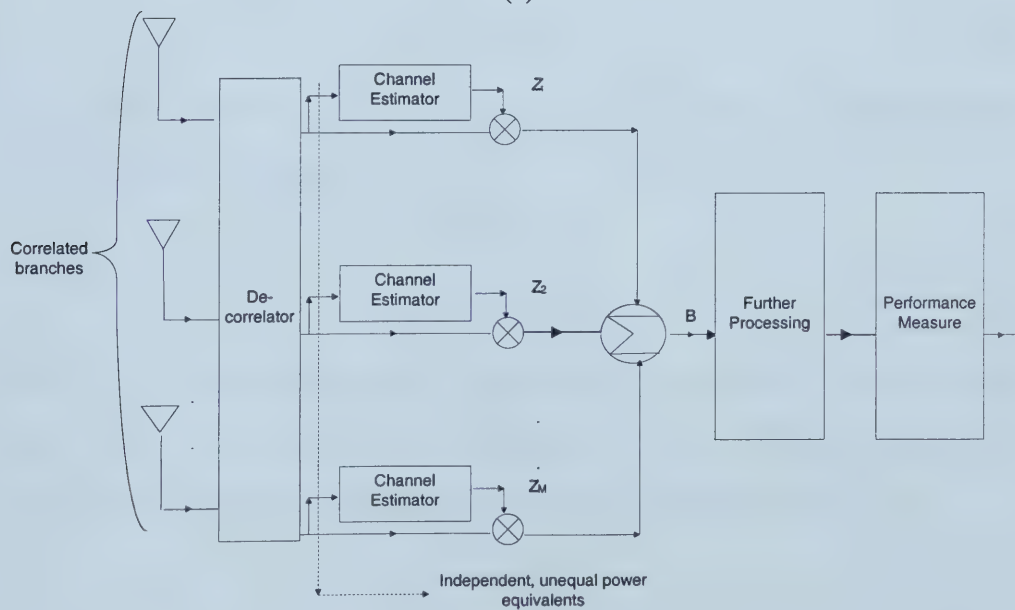 Channel
Estimator
Z
Correlated
branches
De-
correlator
Channel
Estimator
Z2
B
Further
Processing
Performance
Measure
Channel
Estimator
ZM
Independent, unequal power
equivalents